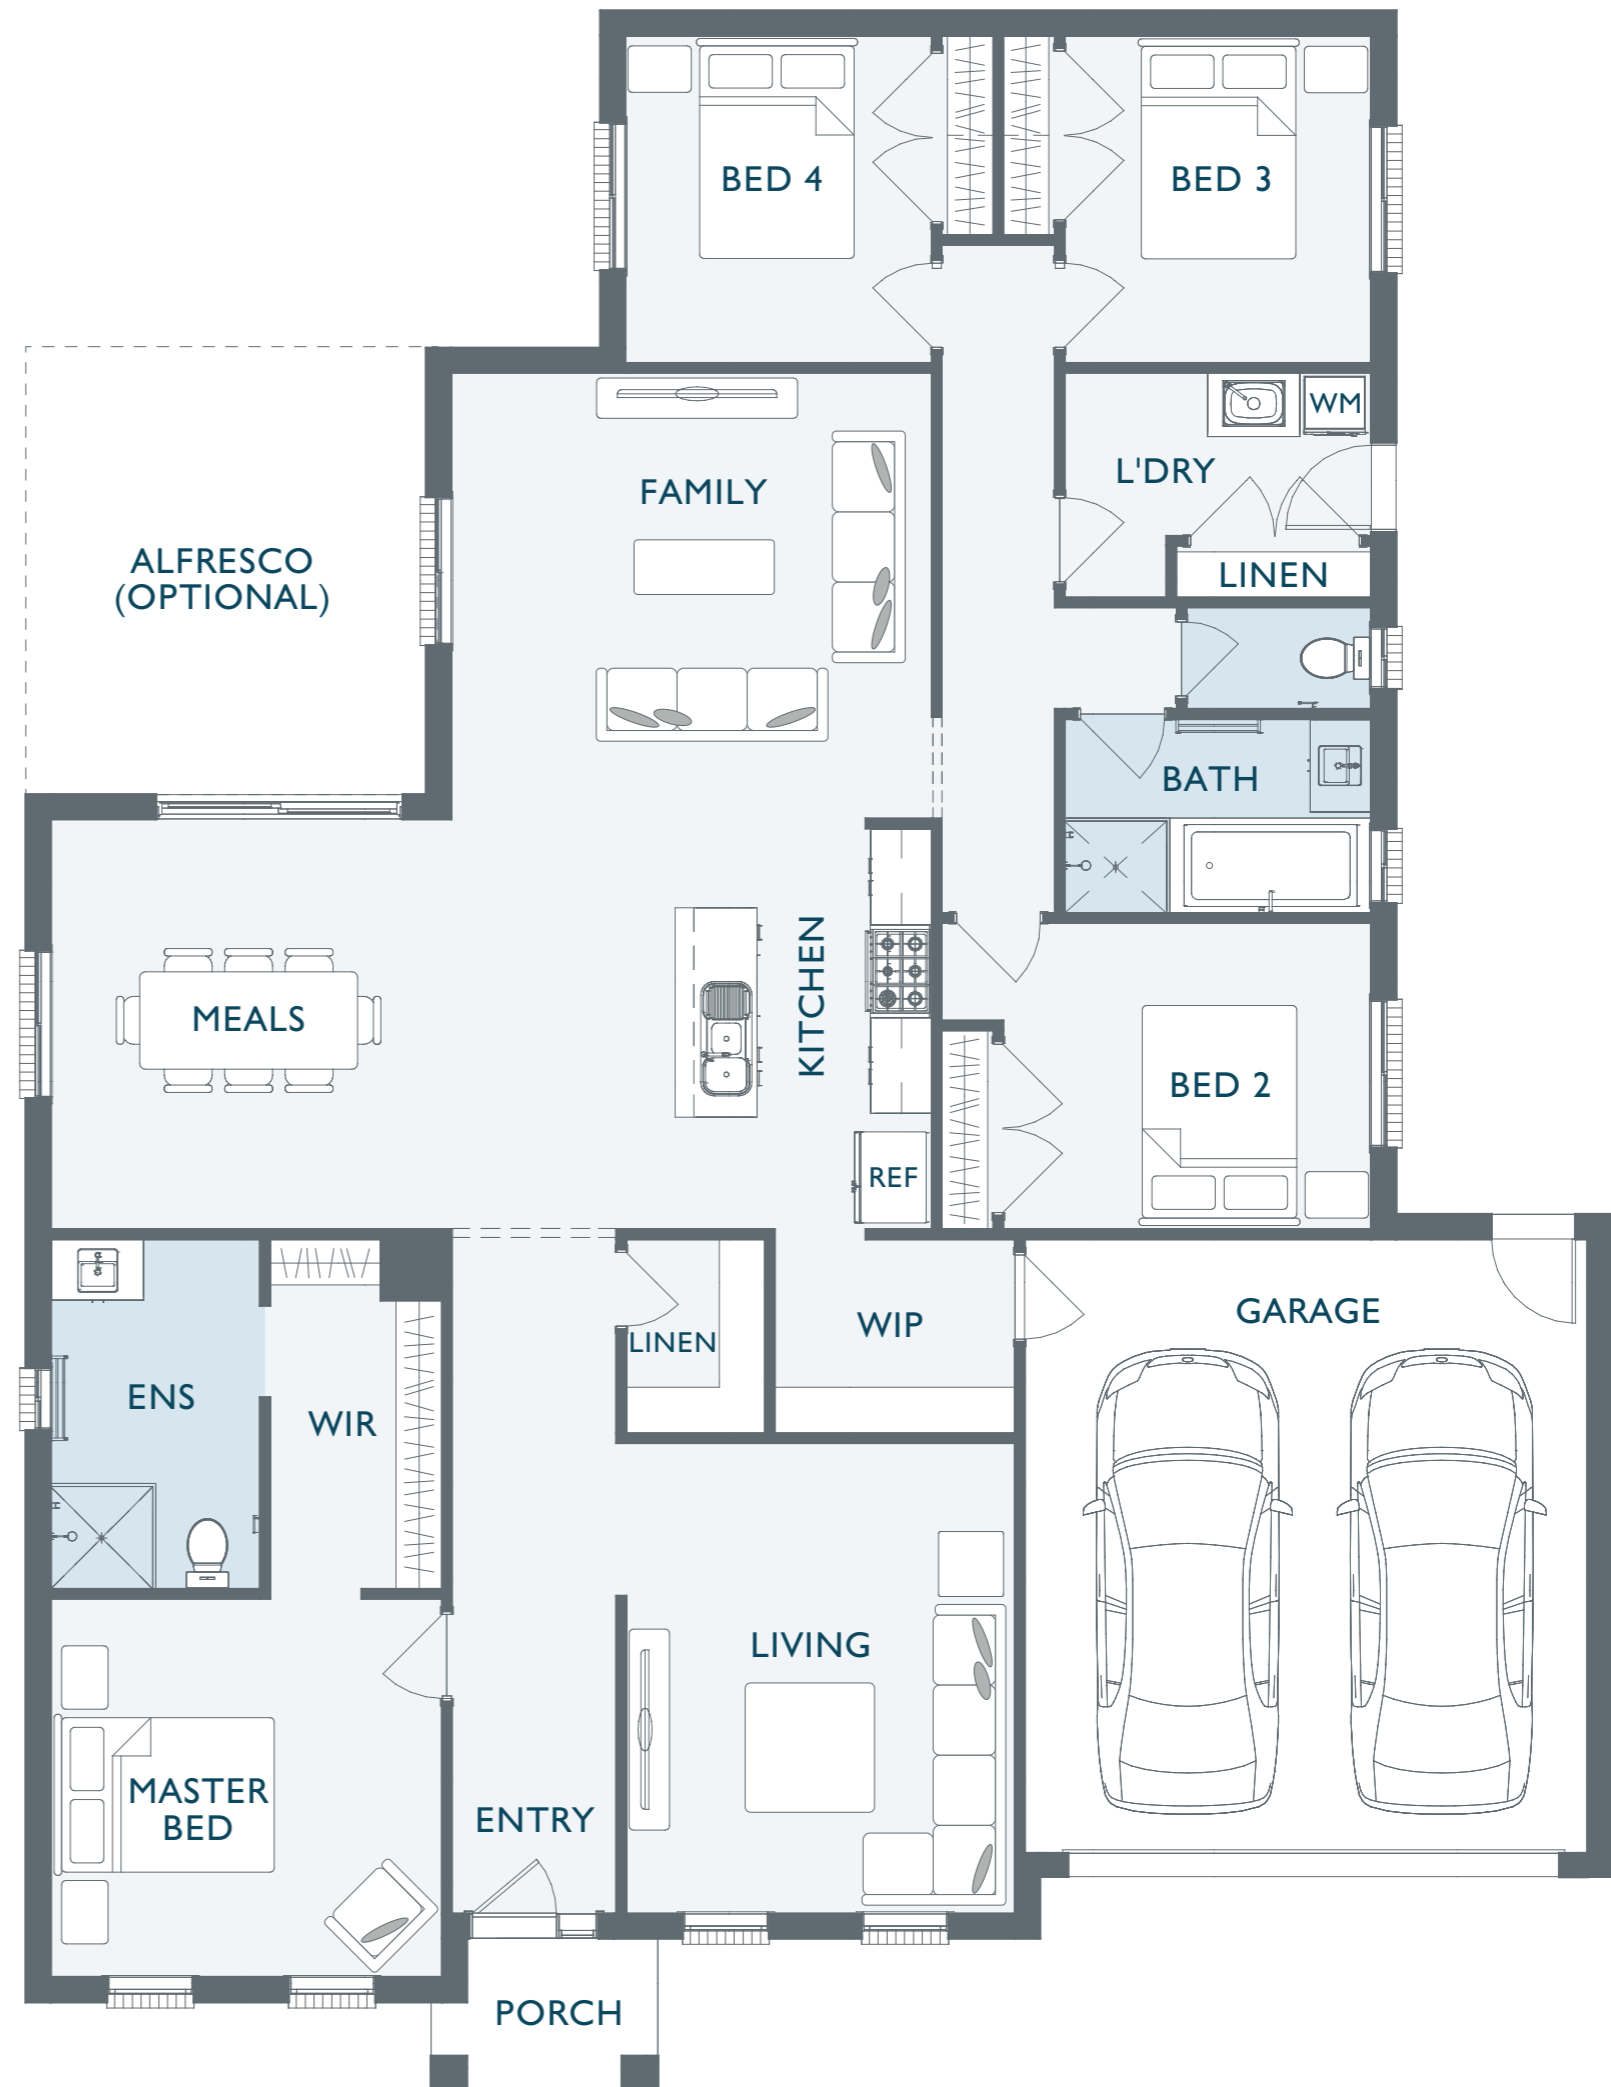 BED 4
BED 3
WM
L'DRY
FAMILY
ALFRESCO
(OPTIONAL)
LINEN
BATH
KITCHEN
MEALS
BED 2
REF
GARAGE
WIP
LINEN
ENS
WIR
LIVING
MASTER
BED
ENTRY
PORCH